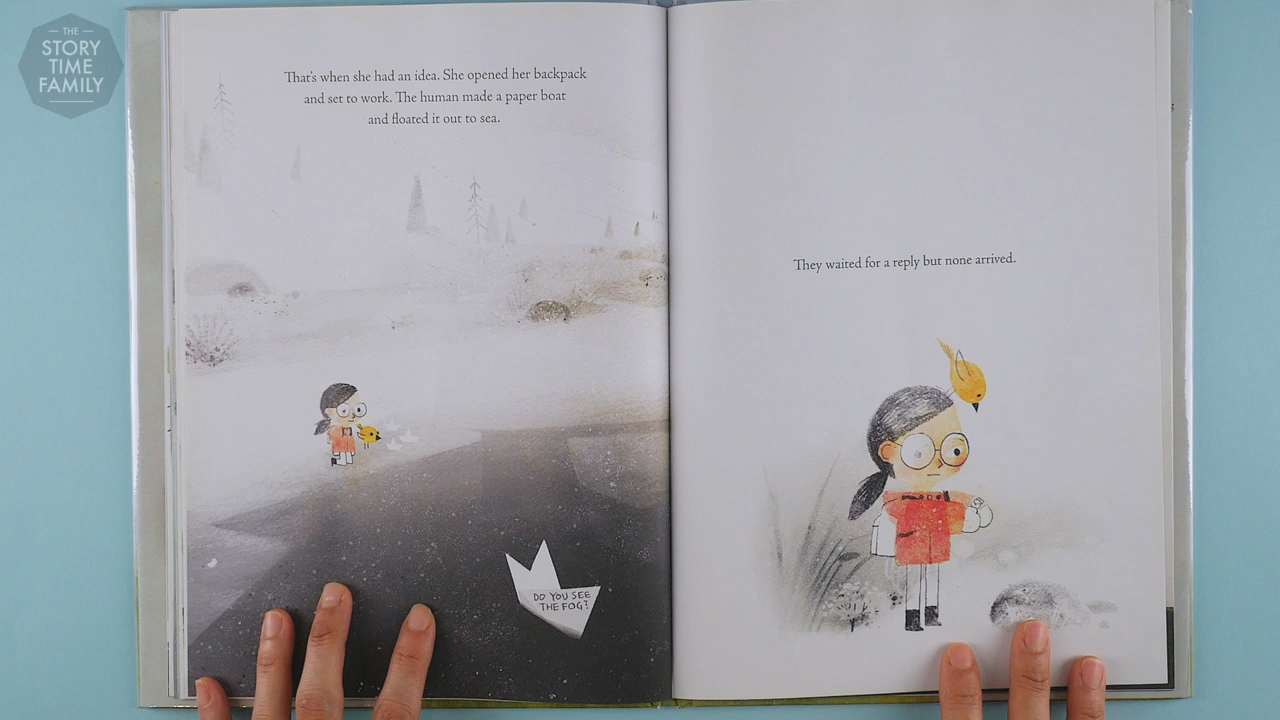 THE
STORY
TIME
FAMILY
That's when she had an idea. She opened her backpack
and set to work. The human made a paper boat
and floated it out to sea.
DO YOU SEE
THE FOG?
They waited for a reply but none arrived.